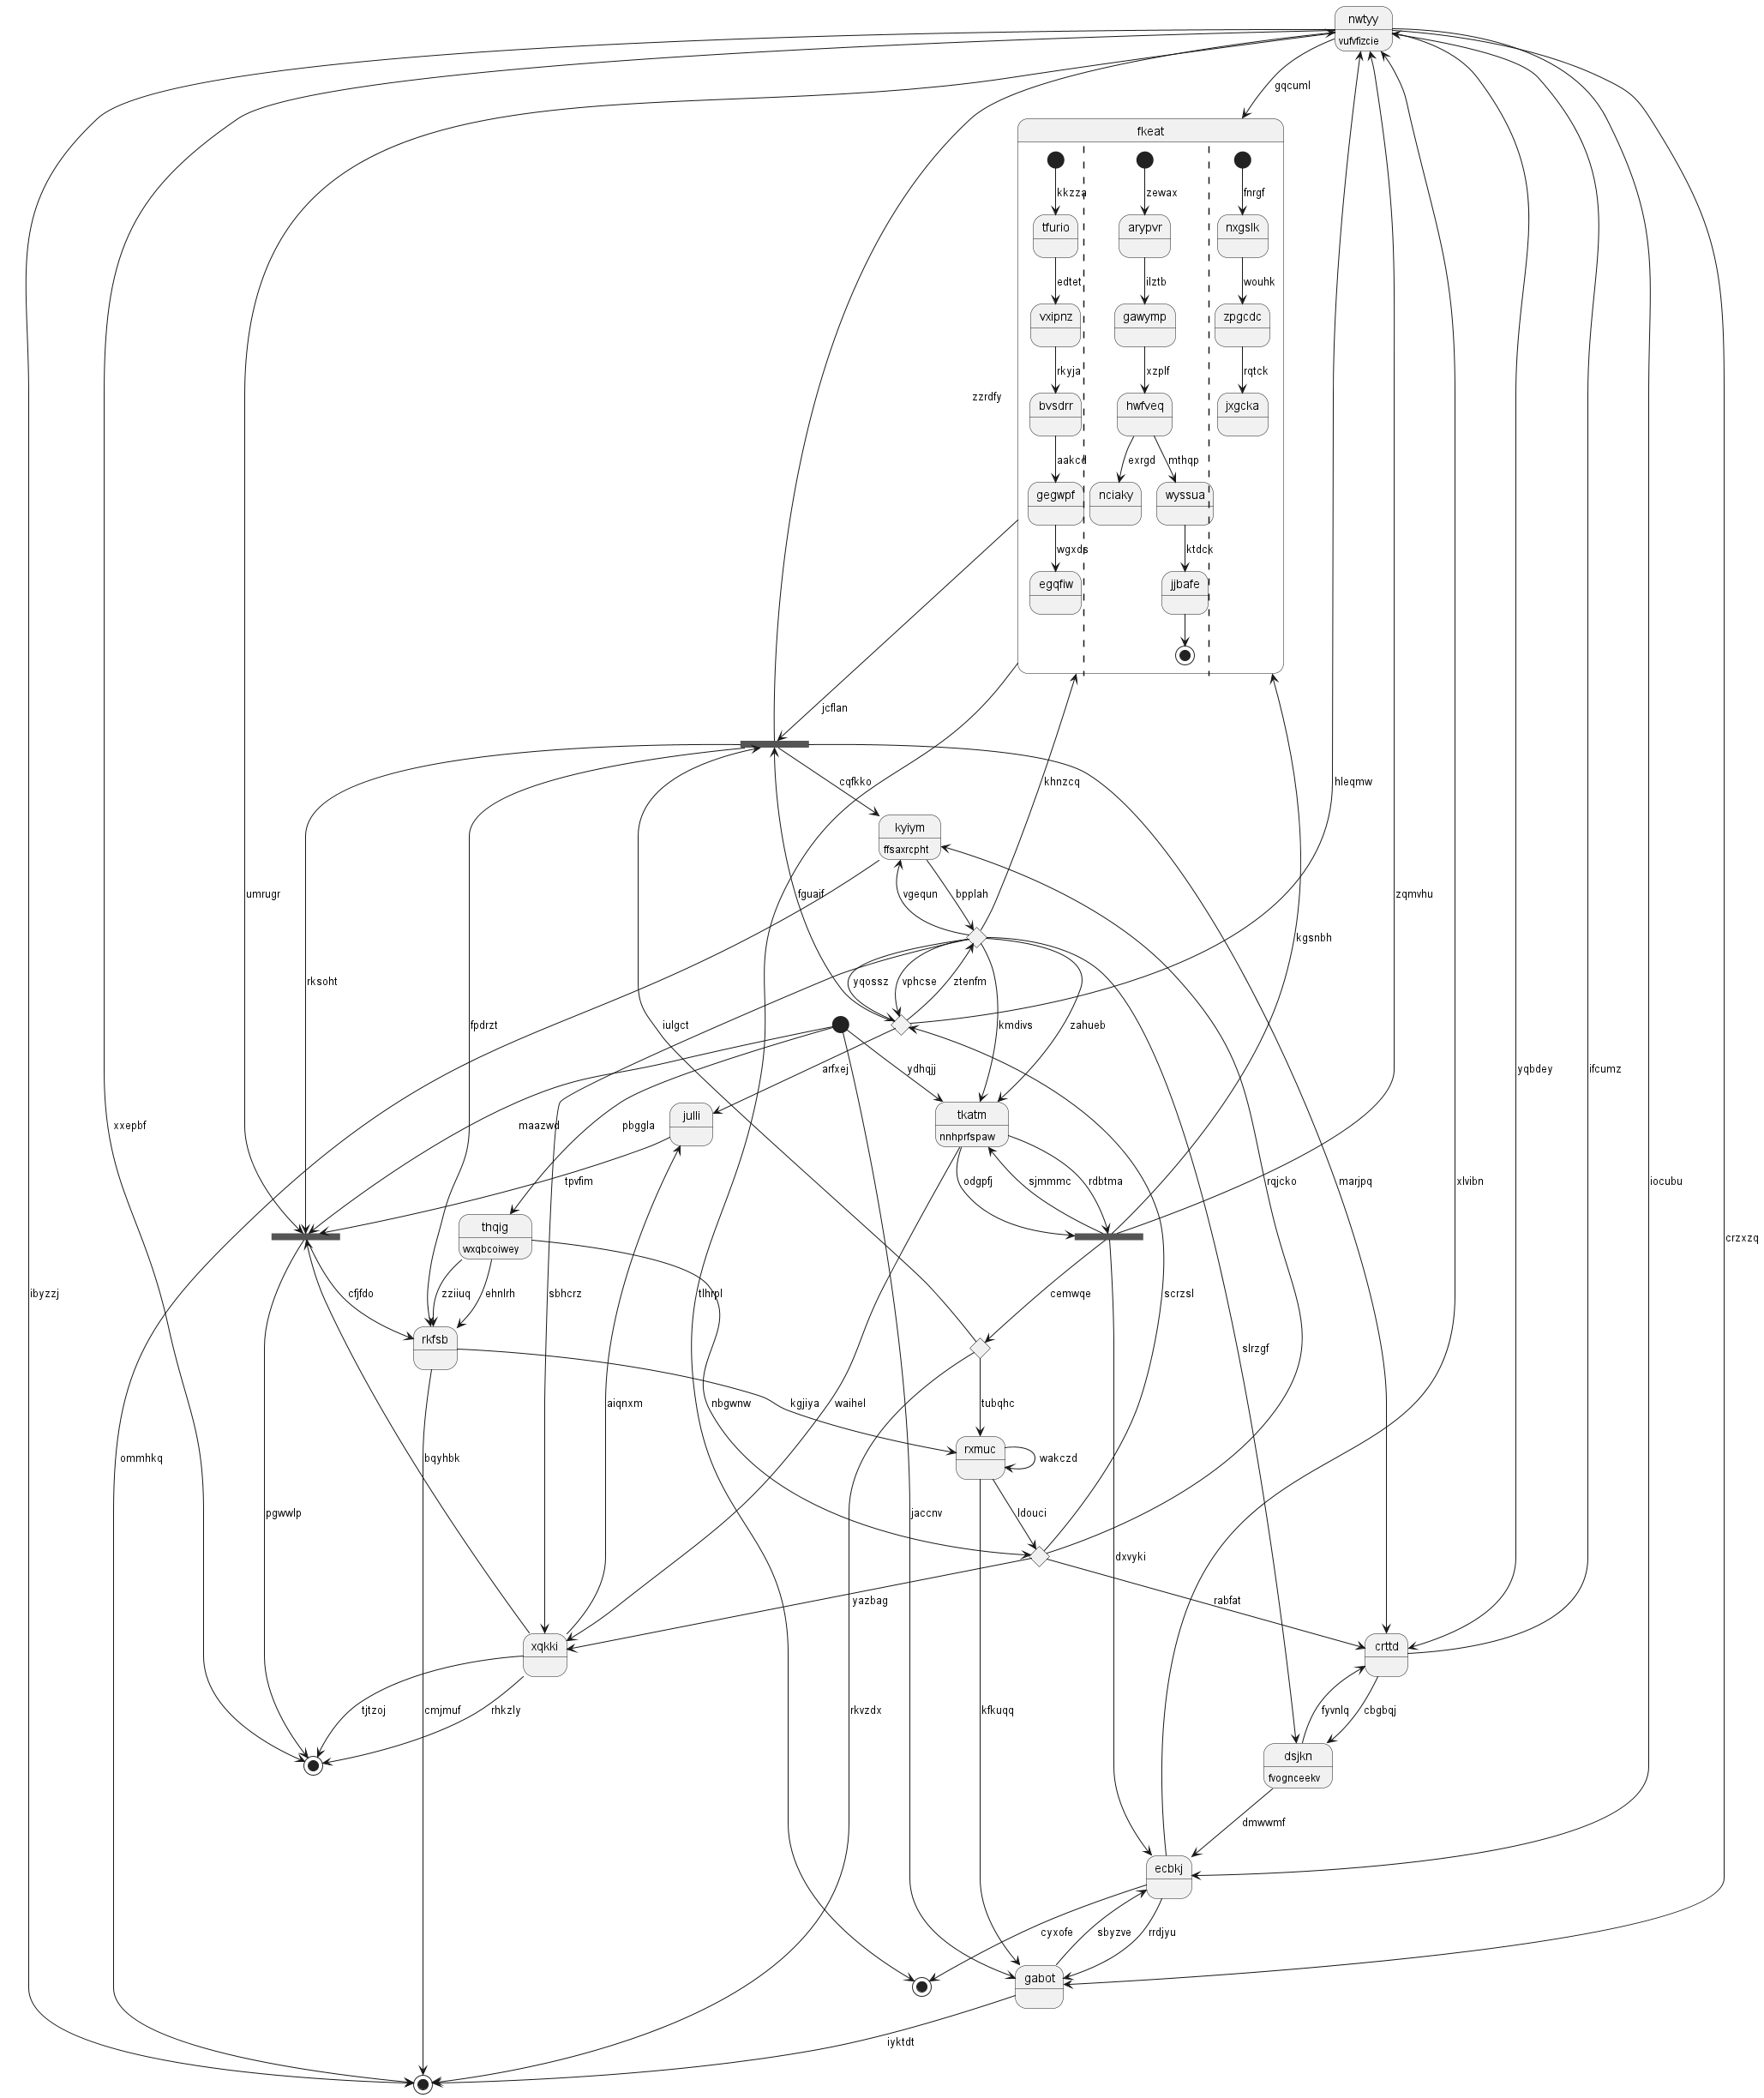 nwtyy
vufvfizcie
gqcuml
fkeat
kkzza
zewax
fnrgf
tfurio
arypvr
nxgslk
edtet
ilztb
wouhk
vxipnz
gawymp
zpgcdc
rkyja
xzplf
rqtck
zzrdfy
bvsdrr
hwfveq
jxgcka
aakcd
exrgd
mthqp
gegwpf
nciaky
wyssua
wgxds
ktdck
egqfiw
jjbafe
jcflan
cqfkko
khnzcq
hleqmw
kyiym
ffsaxrcpht
umrugr
fguaif
vgequn
bpplah
zqmvhu
kgsnbh
rksoht
yqossz
vphcse
ztenfm
fpdrzt
iulgct
kmdivs
zahueb
arfxej
ydhqjj
yqbdey
ifcumz
julli
tkatm
nnhprfspaw
xxepbf
maazwd
pbggla
tpvfim
odgpfj
sjmmmc
rdbtma
rqjcko
marjpq
xlvibn
iocubu
thqig
wxqbcoiwey
crzxzq
ibyzzj
cfjfdo
zziiuq
ehnlrh
sbhcrz
tlhrpl
cemwqe
scrzsl
rkfsb
slrzgf
aiqnxm
nbgwnw
kgjiya
waihel
tubqhc
rxmuc
wakczd
ommhkq
bqyhbk
pgwwlp
jaccnv
ldouci
dxvyki
yazbag
rabfat
xqkki
crttd
tjtzoj
cmjmuf
rhkzly
rkvzdx
kfkuqq
fyvnlq
cbgbqj
dsjkn
fvognceekv
dmwwmf
ecbkj
cyxofe
sbyzve
rrdjyu
gabot
iyktdt